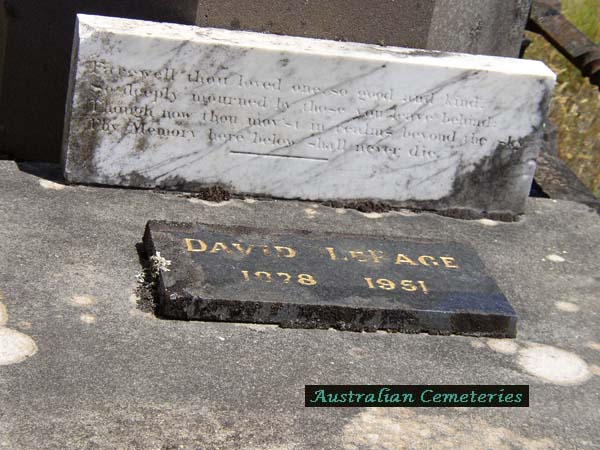 Farewell thou loved one, so good and kind.
So deeply mourned by those you leave behind.
Though now thou mov'st in realms beyond the sky
Thy Memory here below shall never die.
DAVID LEPAGE
1951
Australian Cemeteries